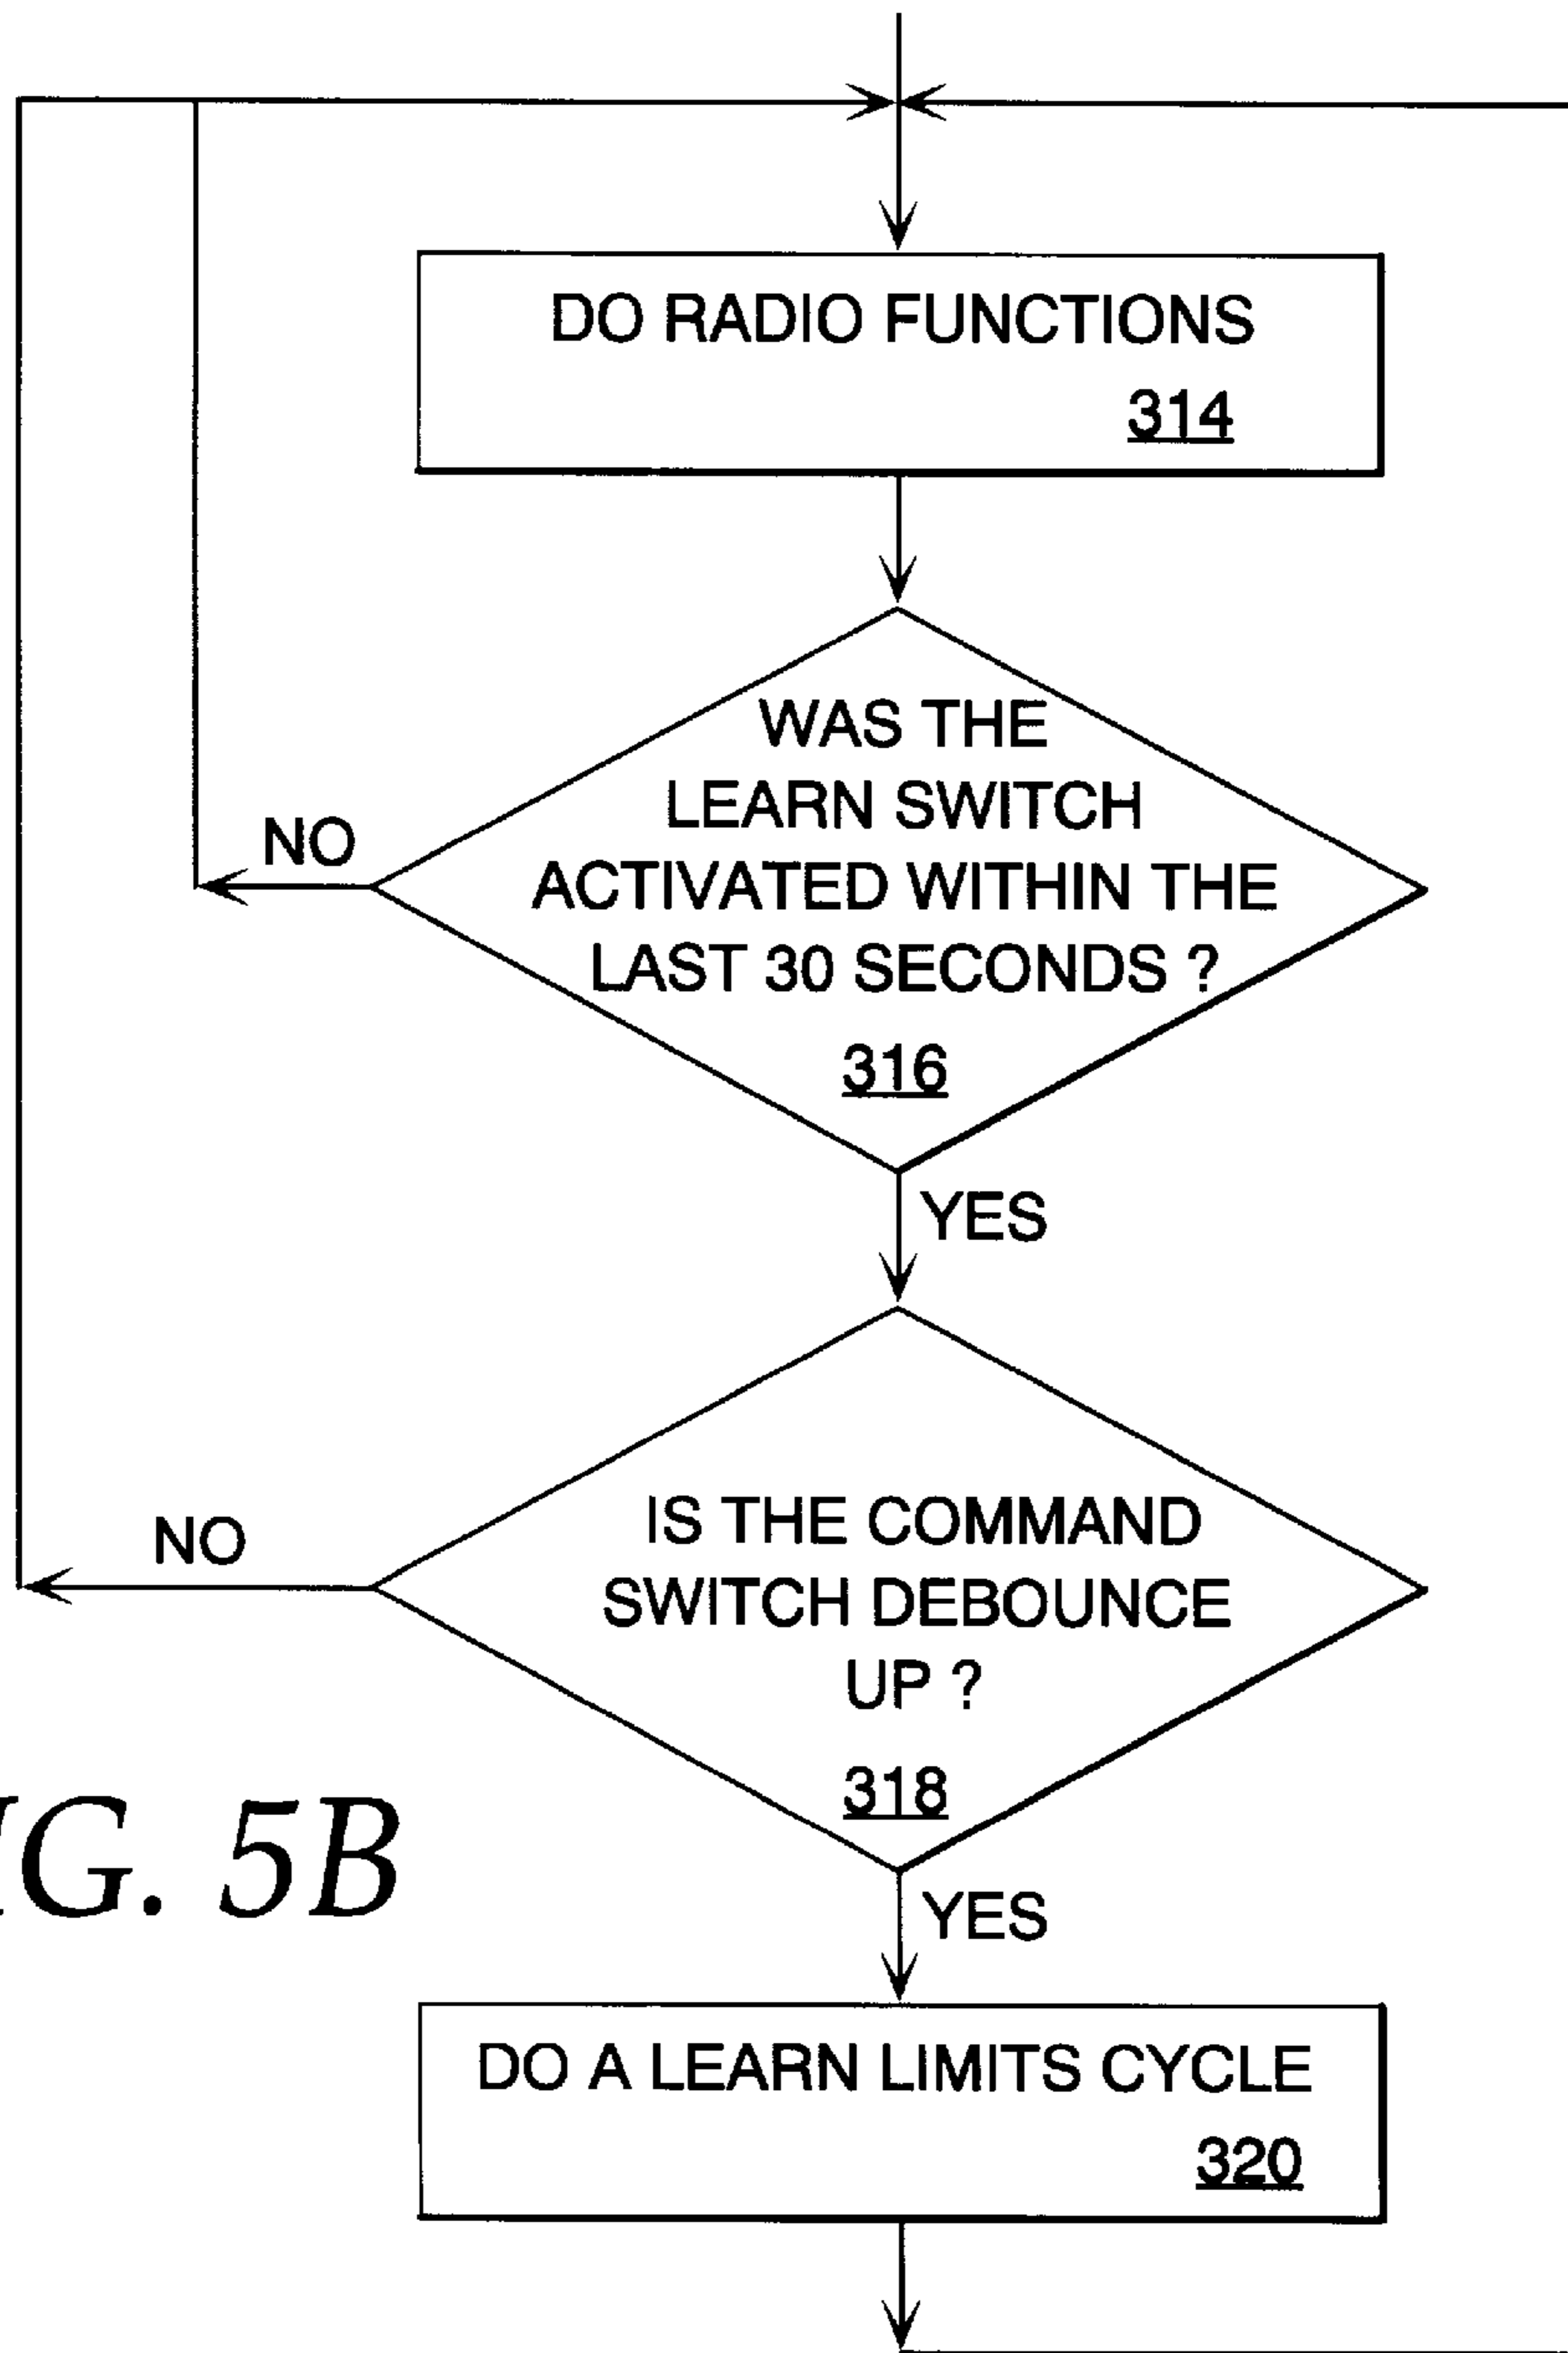 DO RADIO FUNCTIONS
314
WAS THE
LEARN SWITCH
ACTIVATED WITHIN THE
LAST 30 SECONDS ?
316
NO
YES
IS THE COMMAND
SWITCH DEBOUNCE
UP ?
318
NO
YES
G. 5B
DO A LEARN LIMITS CYCLE
320